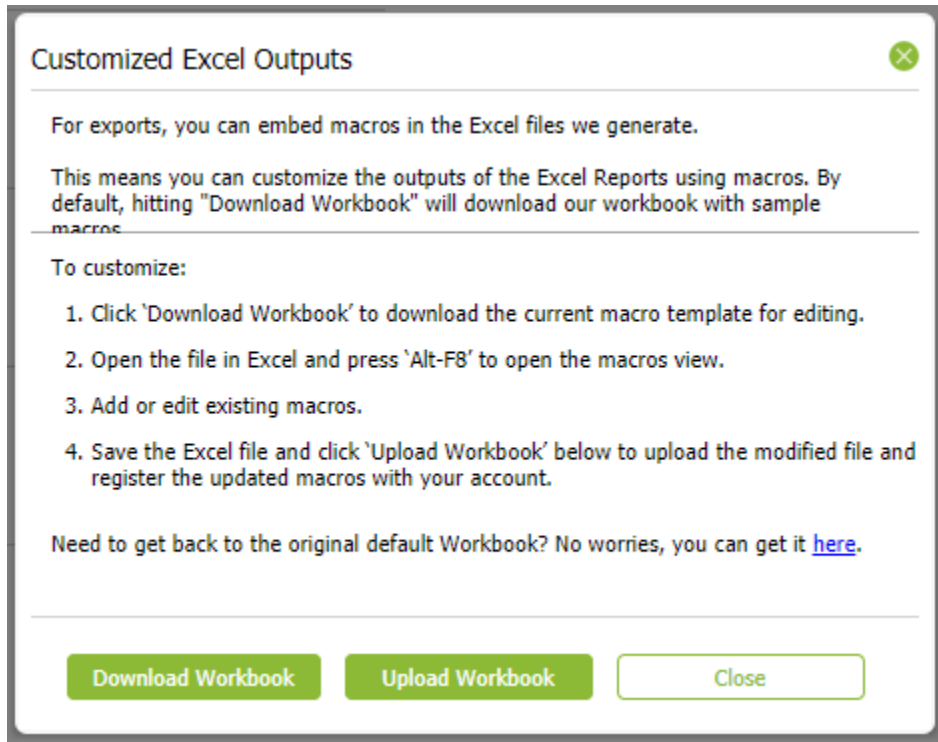 Customized Excel Outputs
For exports, you can embed macros in the Excel files we generate.
This means you can customize the outputs of the Excel Reports using macros. By
default, hitting "Download Workbook" will download our workbook with sample
macros
To customize:
1. Click `Download Workbook′ to download the current macro template for editing.
2. Open the file in Excel and press `Alt-F8′ to open the macros view.
3. Add or edit existing macros.
4. Save the Excel file and click `Upload Workbook′ below to upload the modified file and
register the updated macros with your account.
Need to get back to the original default Workbook? No worries, you can get it here.
Download Workbook
Upload Workbook
Close